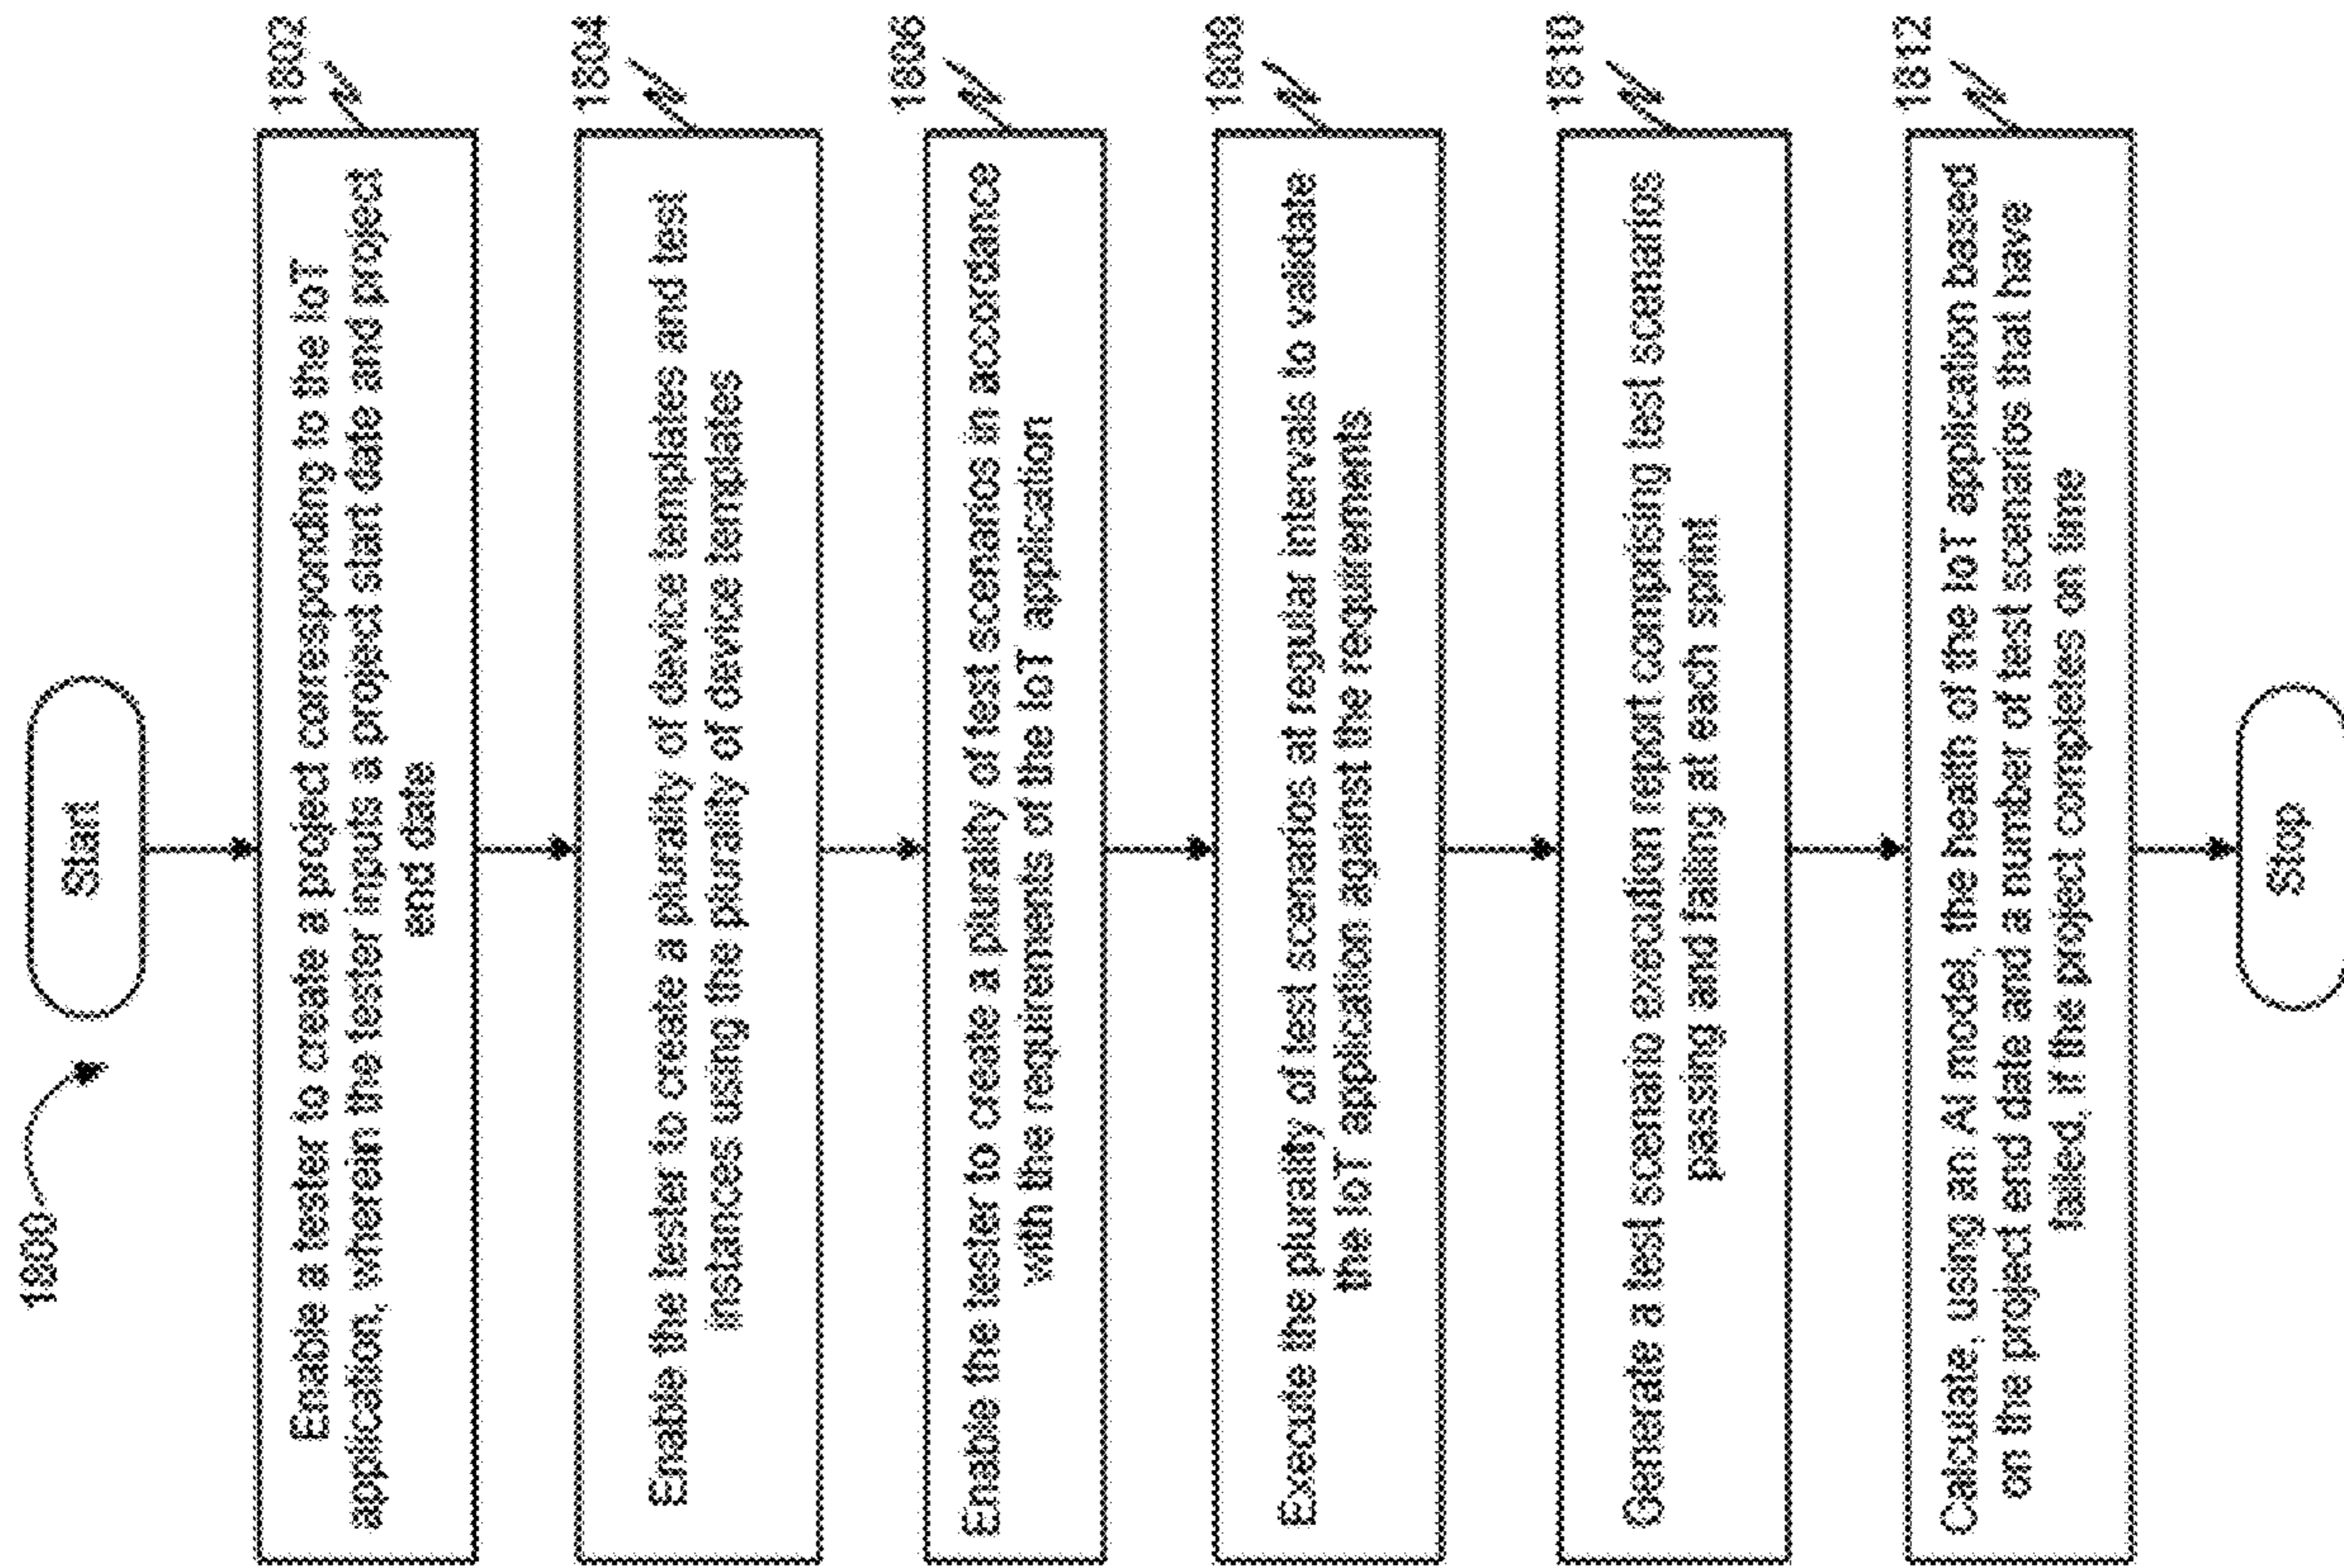 1800
Start
1802
Enable a tester to create a project corresponding to the IoT
application, wherein the tester inputs a project start date and project
end date
1804
Enable the tester to create a plurality of device templates and test
instances using the plurality of device templates
1806
Enable the tester to create a plurality of test scenarios in accordance
with the requirements of the IoT application
1808
Execute the plurality of test scenarios at regular intervals to validate
the IoT application against the requirements
1810
Generate a test scenario execution report comprising test scenarios
passing and failing at each sprint
1812
Calculate, using an AI model, the health of the IoT application based
on the project end date and a number of test scenarios that have
failed, if the project completes on time
Stop